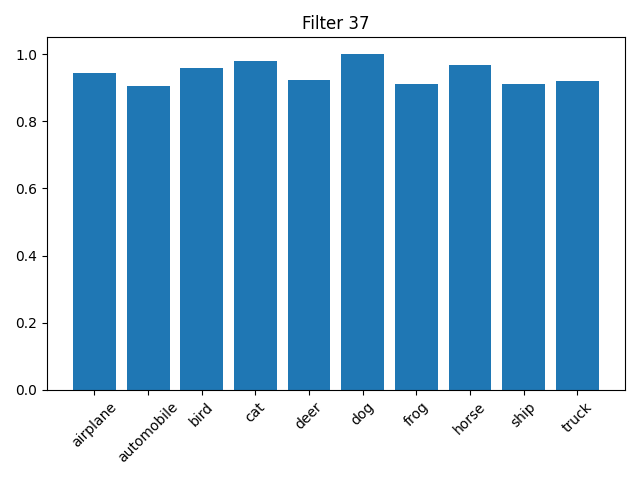 Filter 37
1.0
0.8
0.6
0.4
0.2
0.0
airplane
automobile
bird
cat
deer
dog
frog
horse
ship
truck